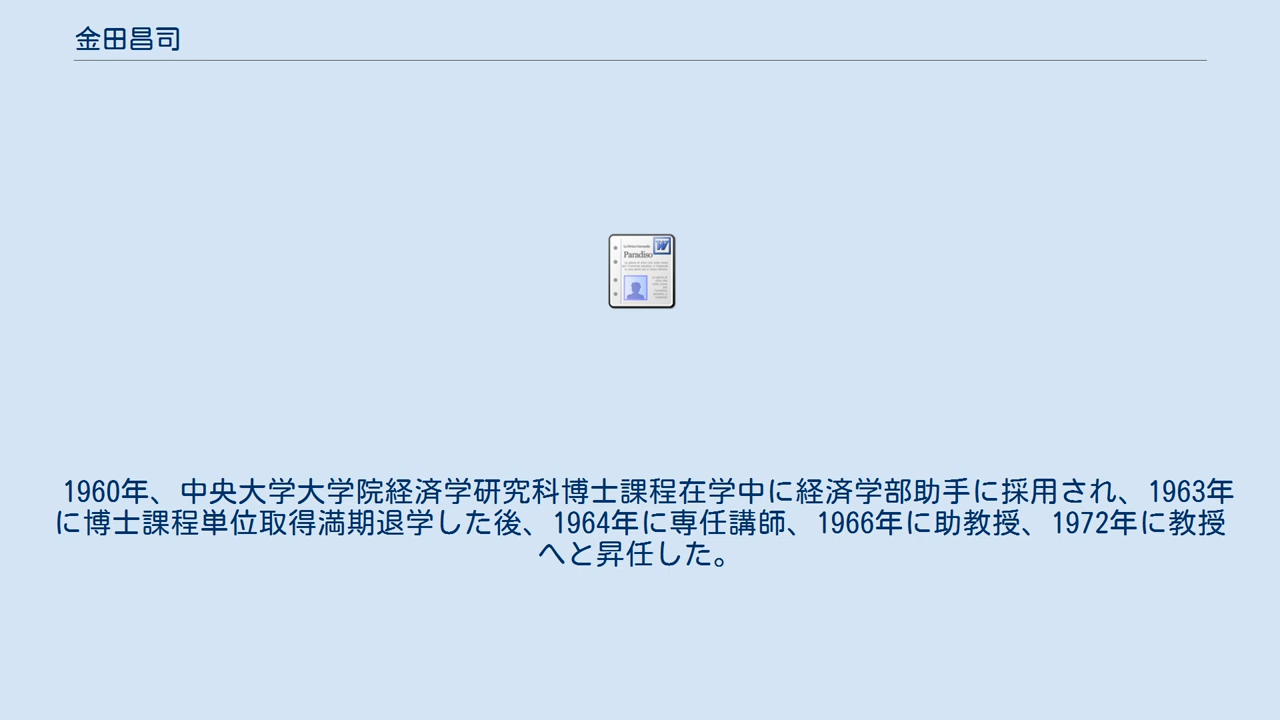 金田昌司
Paradiso
W
1960年、中央大学大学院経済学研究科博士課程在学中に経済学部助手に採用され、1963年
に博士課程単位取得満期退学した後、1964年に専任講師、1966年に助教授、1972年に教授
へと昇任した。